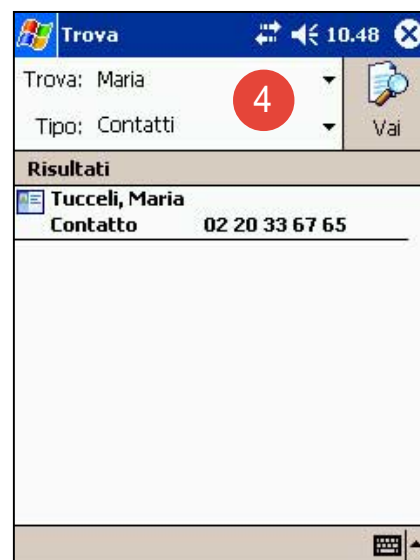 Trova 10.48
Trova: Maria
4
Tipo: Contatti
Vai
Risultati
Tucceli, Maria
Contatto 02 20 33 67 65